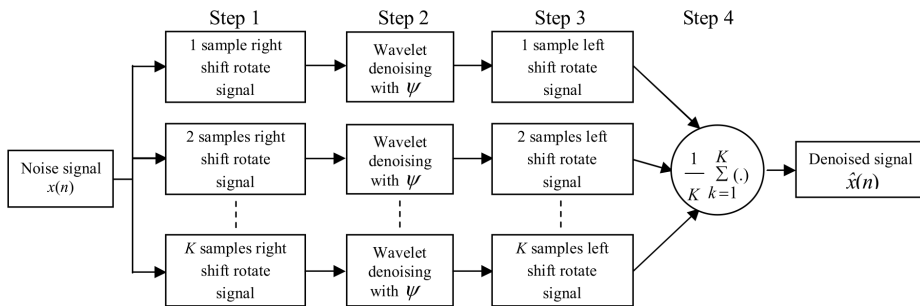 Step 1
Step 2
Step 3
Step 4
Noise signal
x(n)
1 sample right
shift rotate
signal
Wavelet
denoising
with ψ
1 sample left
shift rotate
signal
2 samples right
shift rotate
signal
Wavelet
denoising
with ψ
2 samples left
shift rotate
signal
K samples right
shift rotate
signal
Wavelet
denoising
with ψ
K samples left
shift rotate
signal
1/K K Σ (.) k=1
Denoised signal
x̂(n)